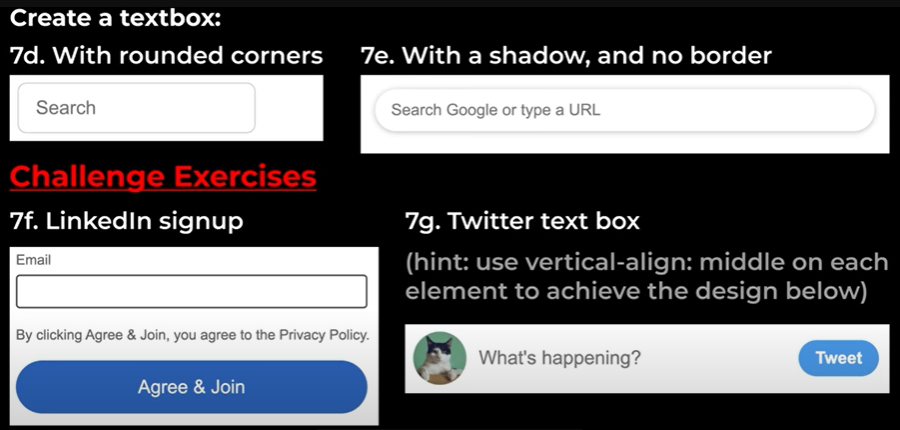 Create a textbox:
7d. With rounded corners
Search
7e. With a shadow, and no border
Search Google or type a URL
Challenge Exercises
7f. LinkedIn signup
Email
By clicking Agree & Join, you agree to the Privacy Policy.
Agree & Join
7g. Twitter text box
(hint: use vertical-align: middle on each
element to achieve the design below)
What's happening?
Tweet